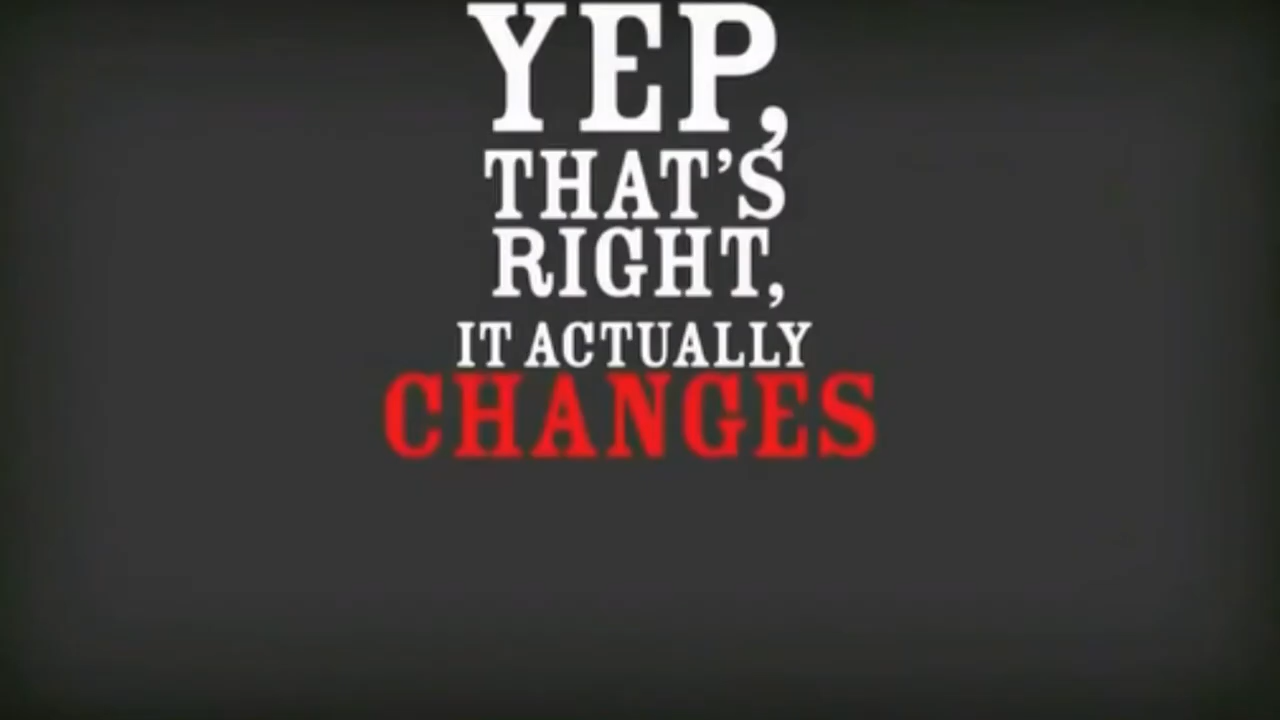 YEP,
THAT'S
RIGHT,
IT ACTUALLY
CHANGES